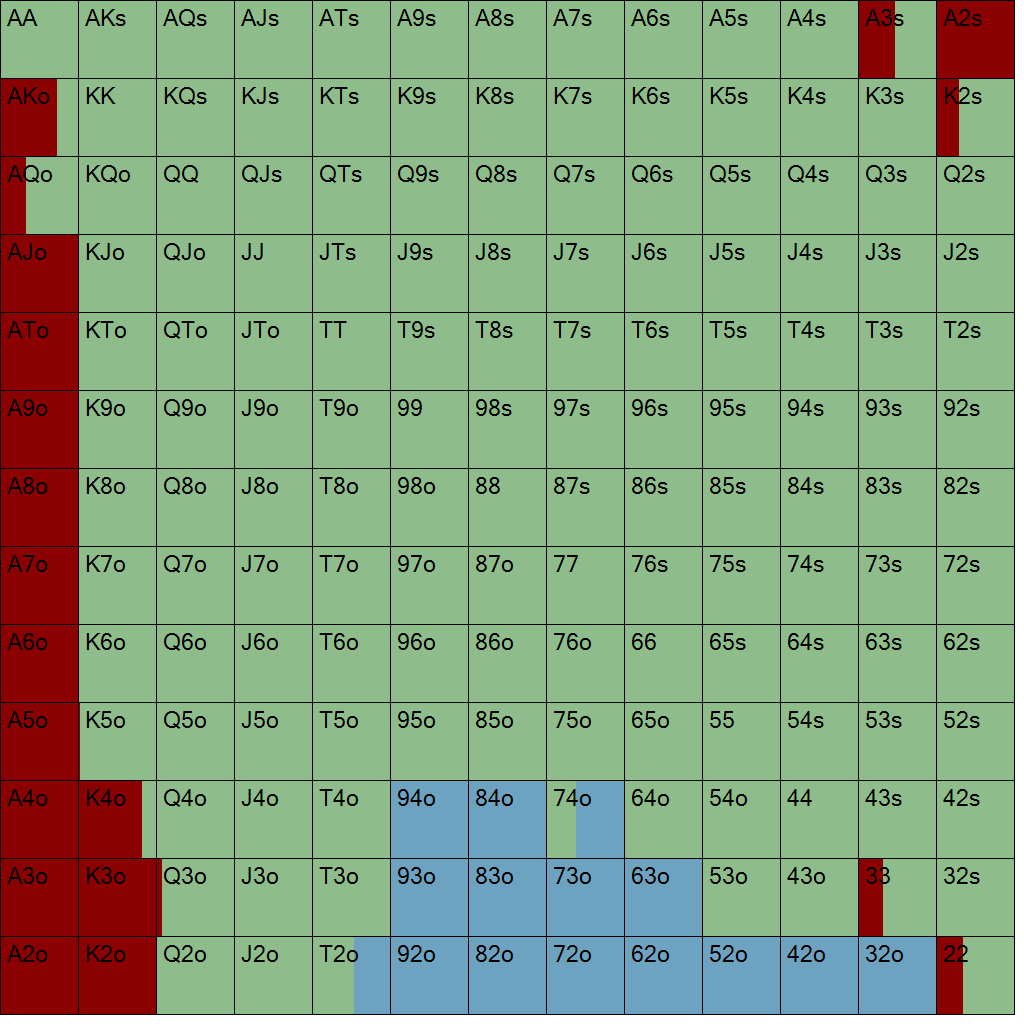 AA AKs AQs AJs ATs A9s A8s A7s A6s A5s A4s A3s A2s
AKo KK KQs KJs KTs K9s K8s K7s K6s K5s K4s K3s K2s
AQo KQo QQ QJs QTs Q9s Q8s Q7s Q6s Q5s Q4s Q3s Q2s
AJo KJo QJo JJ JTs J9s J8s J7s J6s J5s J4s J3s J2s
ATo KTo QTo JTo TT T9s T8s T7s T6s T5s T4s T3s T2s
A9o K9o Q9o J9o T9o 99 98s 97s 96s 95s 94s 93s 92s
A8o K8o Q8o J8o T8o 98o 88 87s 86s 85s 84s 83s 82s
A7o K7o Q7o J7o T7o 97o 87o 77 76s 75s 74s 73s 72s
A6o K6o Q6o J6o T6o 96o 86o 76o 66 65s 64s 63s 62s
A5o K5o Q5o J5o T5o 95o 85o 75o 65o 55 54s 53s 52s
A4o K4o Q4o J4o T4o 94o 84o 74o 64o 54o 44 43s 42s
A3o K3o Q3o J3o T3o 93o 83o 73o 63o 53o 43o 33 32s
A2o K2o Q2o J2o T2o 92o 82o 72o 62o 52o 42o 32o 22